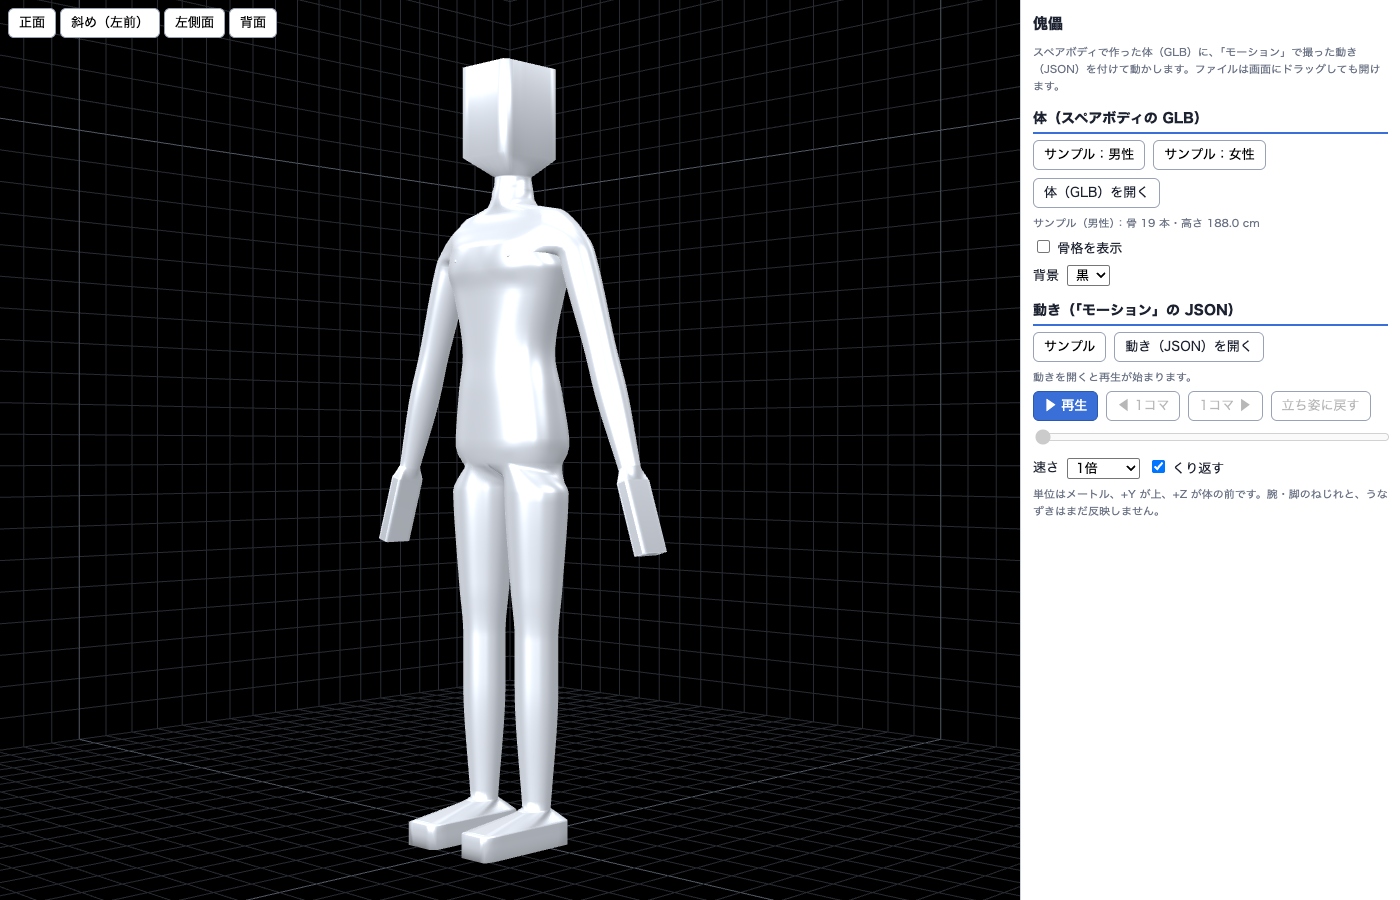 正面 斜め（左前） 左側面 背面
傀儡
スペアボディで作った体（GLB）に、「モーション」で撮った動き
（JSON）を付けて動かします。ファイルは画面にドラッグしても開け
ます。
体（スペアボディの GLB）
サンプル：男性 サンプル：女性
体（GLB）を開く
サンプル（男性）：骨 19 本・高さ 188.0 cm
骨格を表示
背景 黒
動き（「モーション」の JSON）
サンプル 動き（JSON）を開く
動きを開くと再生が始まります。
▶ 再生 ◀ 1コマ 1コマ ▶ 立ち姿に戻す
速さ 1倍 くり返す
単位はメートル、+Y が上、+Z が体の前です。腕・脚のねじれと、うな
ずきはまだ反映しません。